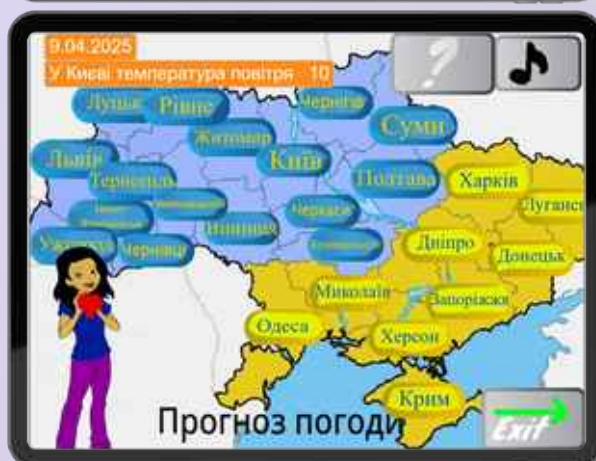 9.04.2025
У Києві температура повітря 10
?
Луцьк Рівне Чернігів
Житомир Суми
Львів Київ
Тернопіль Полтава Харків
Луганськ
Черкаси
Вінниця Дніпро
Ужгород Чернівці Донецьк
Миколаїв Запоріжжя
Одеса Херсон
Крим
Прогноз погоди
Exit